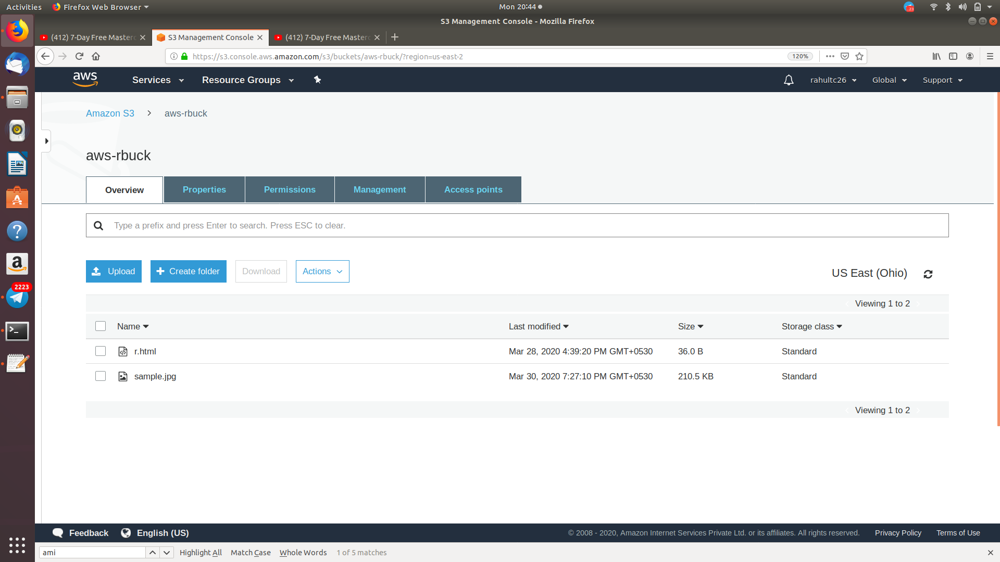 Activities Firefox Web Browser Mon 20:44 23
S3 Management Console - Mozilla Firefox
(412) 7-Day Free Masterc S3 Management Console (412) 7-Day Free Masterc
https://s3.console.aws.amazon.com/s3/buckets/aws-rbuck/?region=us-east-2 120%
aws Services Resource Groups rahultc26 Global Support
Amazon S3 aws-rbuck
aws-rbuck
Overview Properties Permissions Management Access points
Type a prefix and press Enter to search. Press ESC to clear.
Upload Create folder Download Actions US East (Ohio)
2223
Viewing 1 to 2
Name Last modified Size Storage class
r.html Mar 28, 2020 4:39:20 PM GMT+0530 36.0 B Standard
sample.jpg Mar 30, 2020 7:27:10 PM GMT+0530 210.5 KB Standard
Viewing 1 to 2
Feedback English (US) © 2008 - 2020, Amazon Internet Services Private Ltd. or its affiliates. All rights reserved. Privacy Policy Terms of Use
ami Highlight All Match Case Whole Words 1 of 5 matches